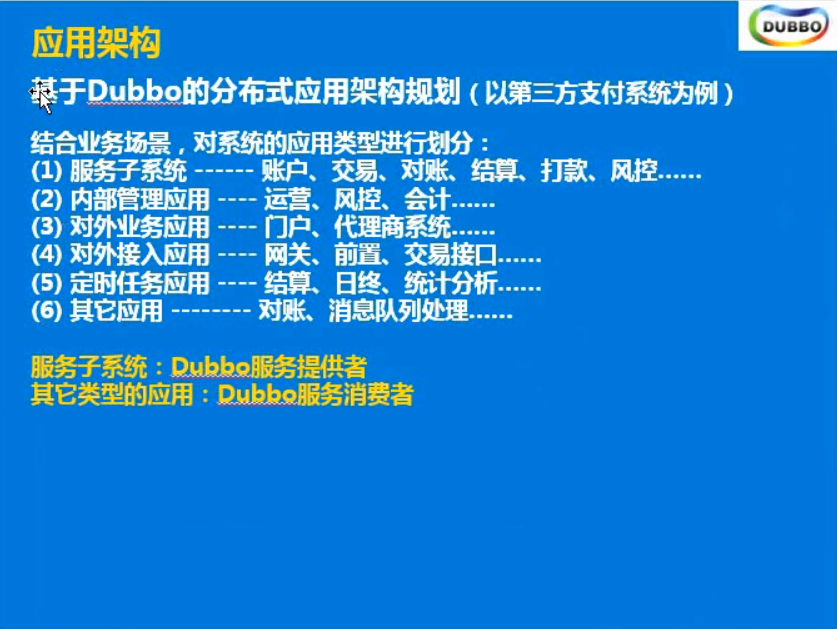 应用架构
DUBBO
基于Dubbo的分布式应用架构规划（以第三方支付系统为例）
结合业务场景，对系统的应用类型进行划分：
(1) 服务子系统 ------ 账户、交易、对账、结算、打款、风控......
(2) 内部管理应用 ---- 运营、风控、会计......
(3) 对外业务应用 ---- 门户、代理商系统......
(4) 对外接入应用 ---- 网关、前置、交易接口......
(5) 定时任务应用 ---- 结算、日终、统计分析......
(6) 其它应用 -------- 对账、消息队列处理......
服务子系统：Dubbo服务提供者
其它类型的应用：Dubbo服务消费者